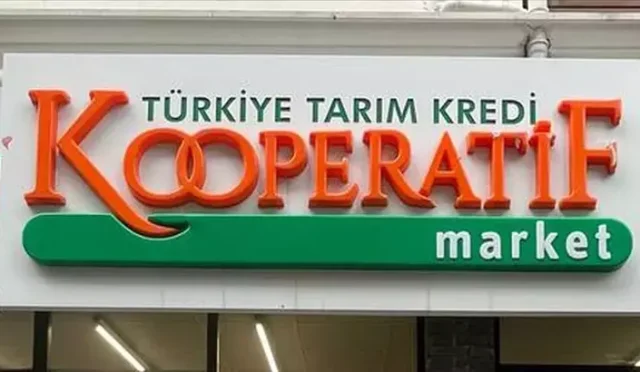 TÜRKİYE TARIM KREDİ
KOOPERATİF
market